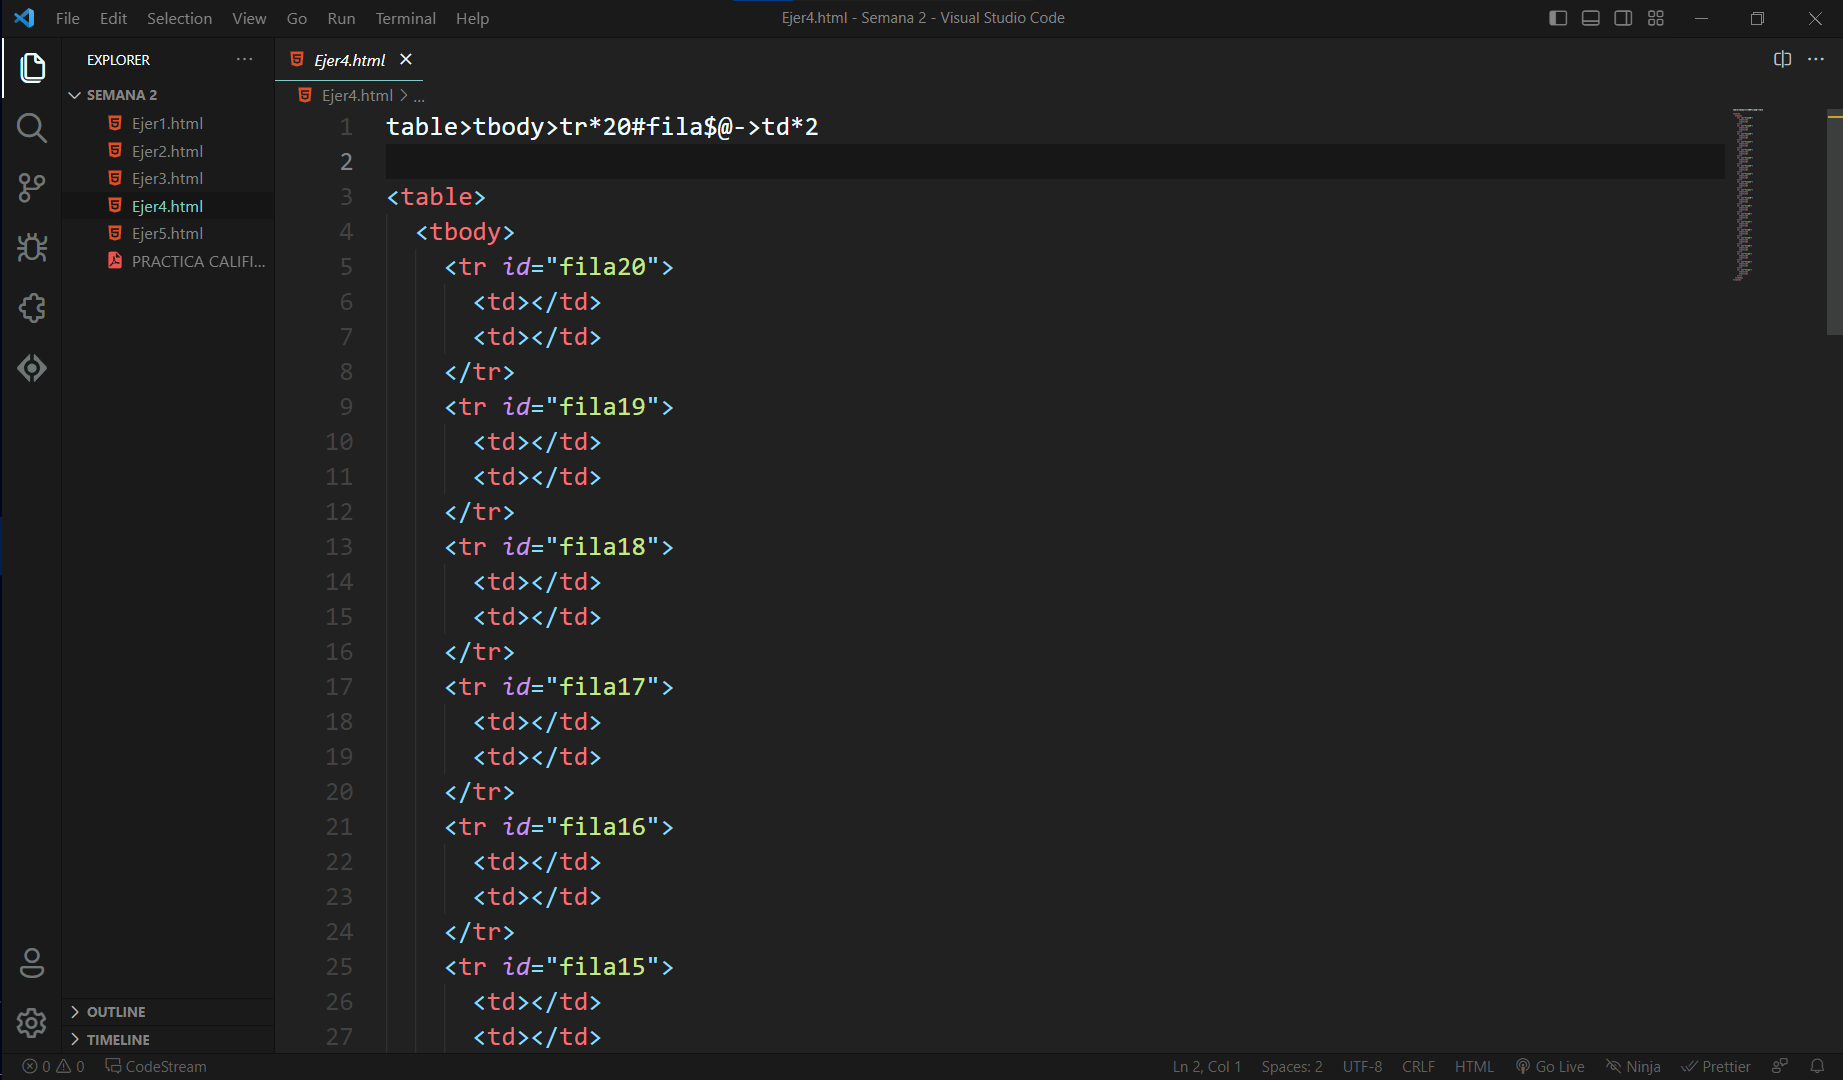 File Edit Selection View Go Run Terminal Help
Ejer4.html - Semana 2 - Visual Studio Code
EXPLORER ...
SEMANA 2
Ejer1.html
Ejer2.html
Ejer3.html
Ejer4.html
Ejer5.html
PRACTICA CALIFI...
OUTLINE
TIMELINE
Ejer4.html
Ejer4.html > ...
1 table>tbody>tr*20#fila$@->td*2
2
3 <table>
4 <tbody>
5 <tr id="fila20">
6 <td></td>
7 <td></td>
8 </tr>
9 <tr id="fila19">
10 <td></td>
11 <td></td>
12 </tr>
13 <tr id="fila18">
14 <td></td>
15 <td></td>
16 </tr>
17 <tr id="fila17">
18 <td></td>
19 <td></td>
20 </tr>
21 <tr id="fila16">
22 <td></td>
23 <td></td>
24 </tr>
25 <tr id="fila15">
26 <td></td>
27 <td></td>
0 0 CodeStream
Ln 2, Col 1 Spaces: 2 UTF-8 CRLF HTML Go Live Ninja Prettier